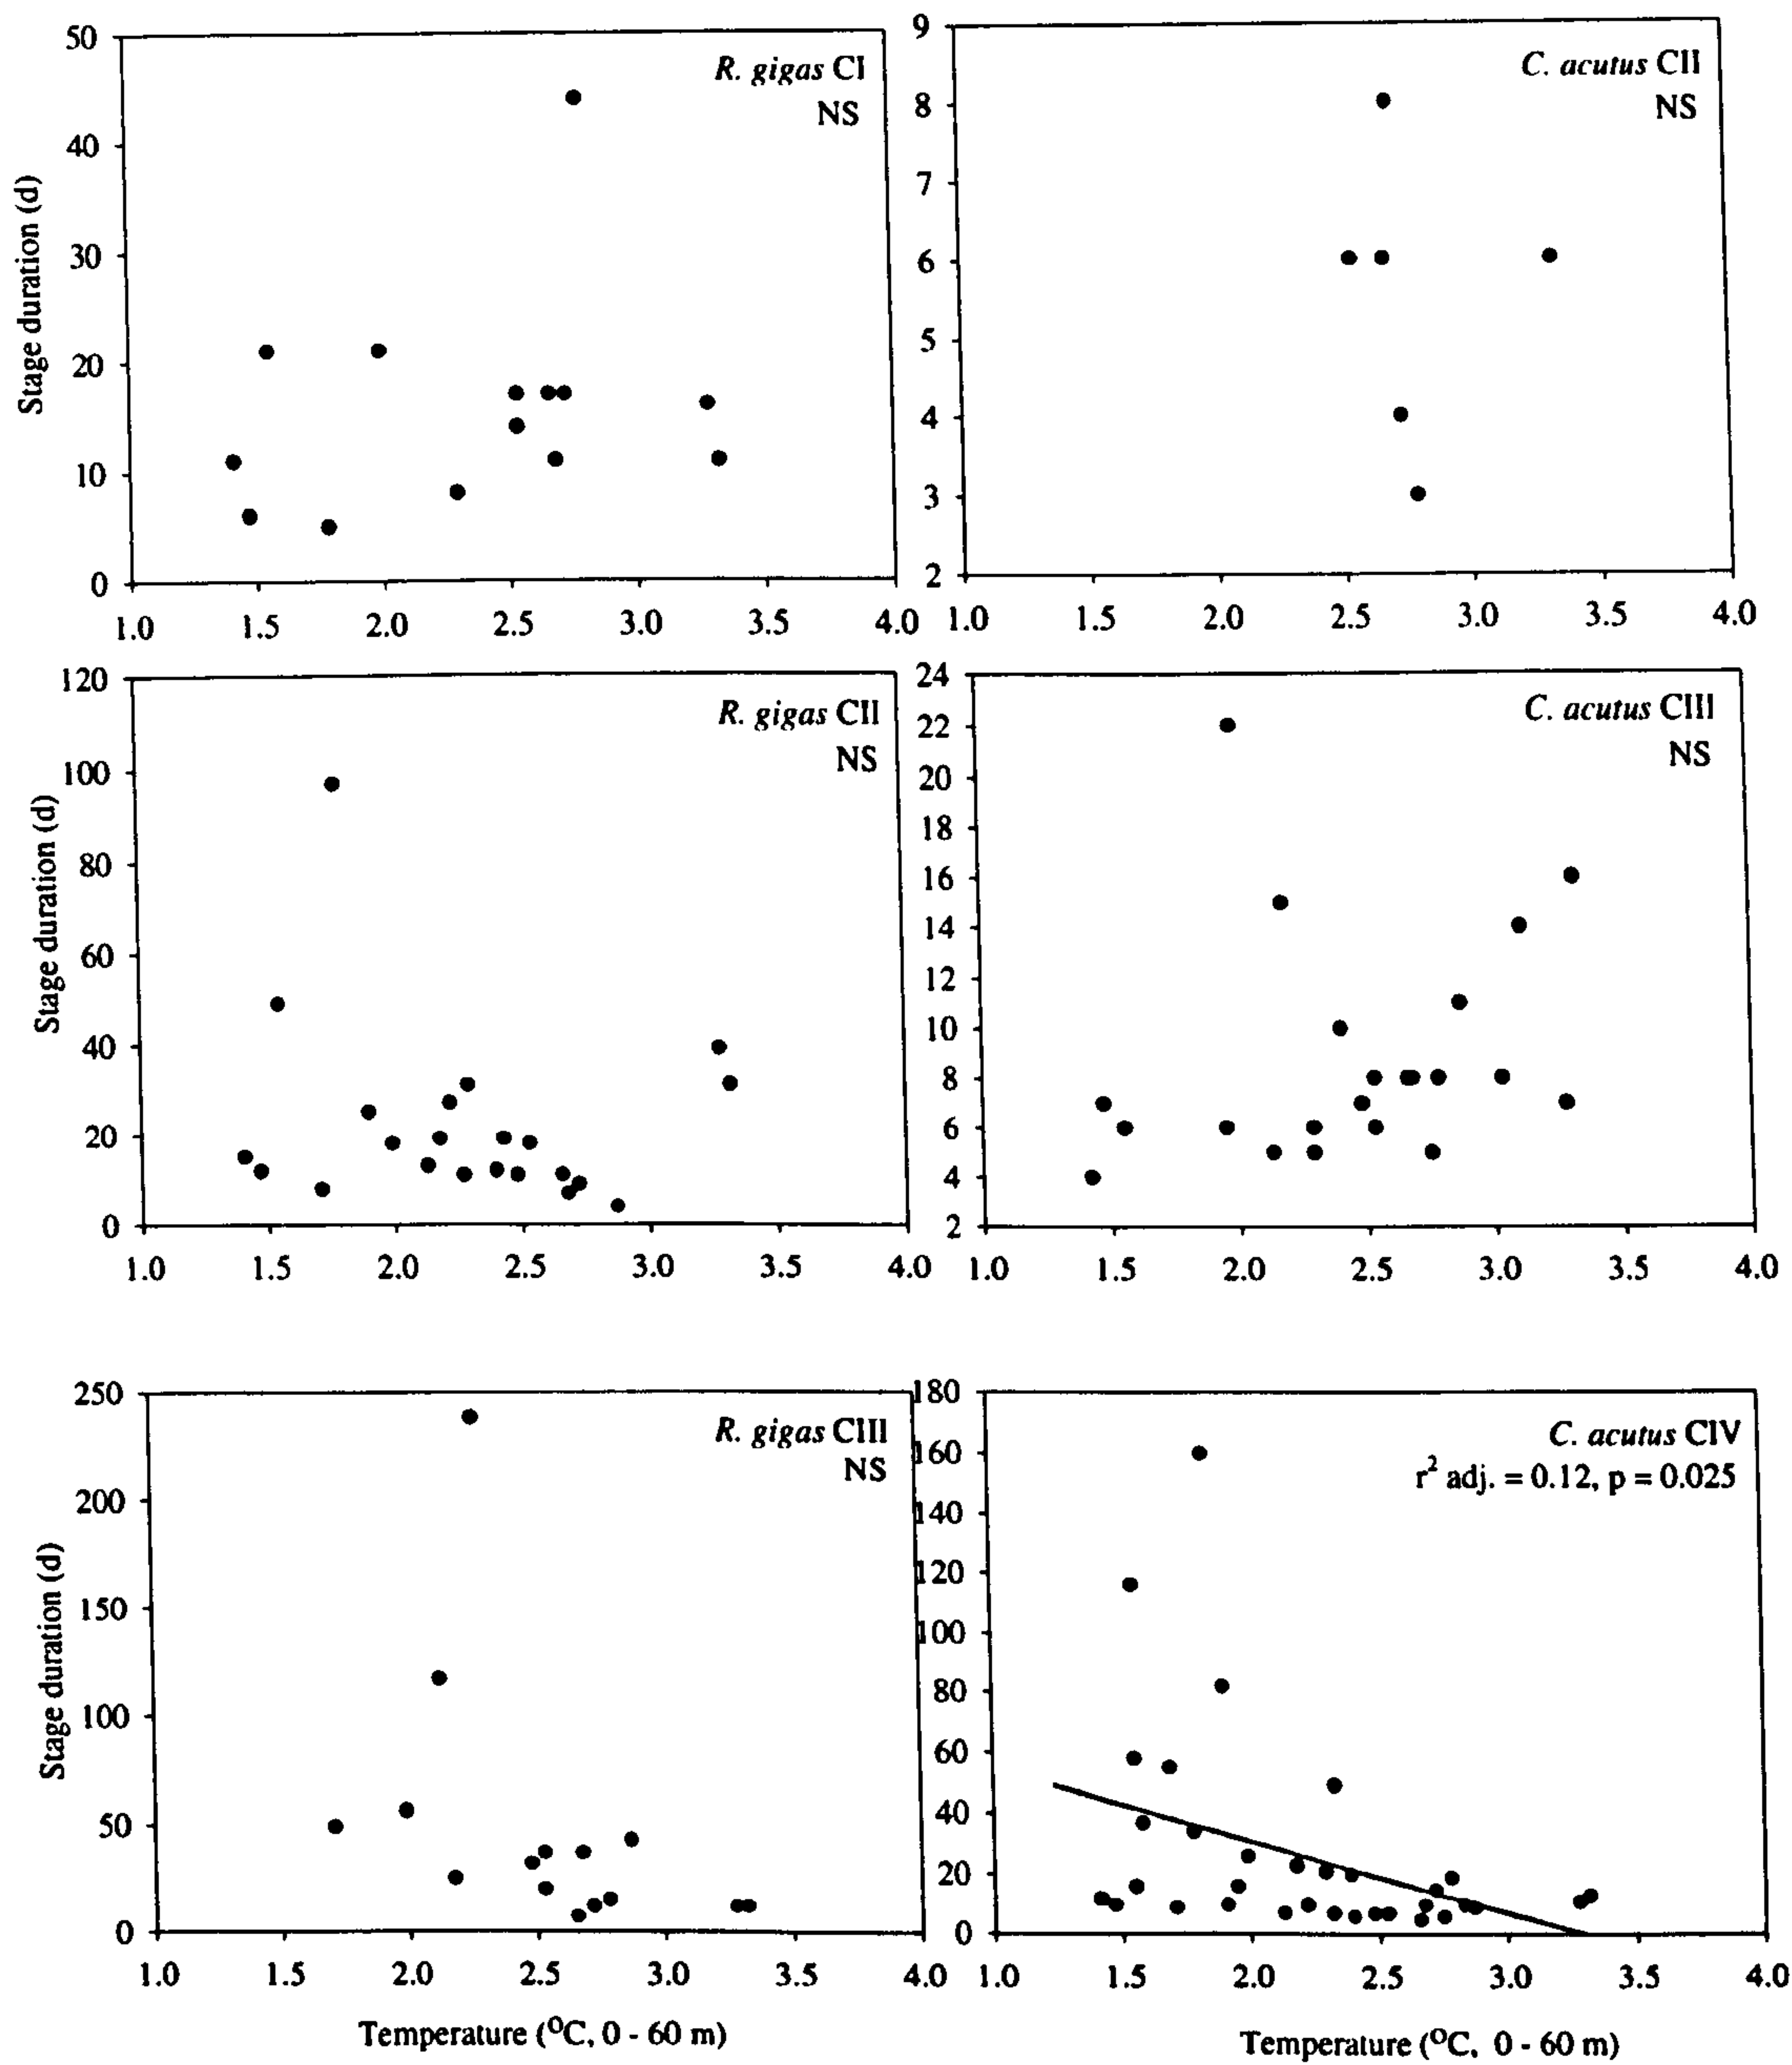 R. gigas CI
NS
Stage duration (d)
50
40
30
20
10
0
1.0 1.5 2.0 2.5 3.0 3.5 4.0
C. acutus CII
NS
9
8
7
6
5
4
3
2
1.0 1.5 2.0 2.5 3.0 3.5 4.0
R. gigas CII
NS
Stage duration (d)
120
100
80
60
40
20
0
1.0 1.5 2.0 2.5 3.0 3.5 4.0
C. acutus CIII
NS
24
22
20
18
16
14
12
10
8
6
4
2
1.0 1.5 2.0 2.5 3.0 3.5 4.0
R. gigas CIII
NS
Stage duration (d)
250
200
150
100
50
0
1.0 1.5 2.0 2.5 3.0 3.5 4.0
Temperature (°C, 0 - 60 m)
C. acutus CIV
r² adj. = 0.12, p = 0.025
180
160
140
120
100
80
60
40
20
0
1.0 1.5 2.0 2.5 3.0 3.5 4.0
Temperature (°C, 0 - 60 m)